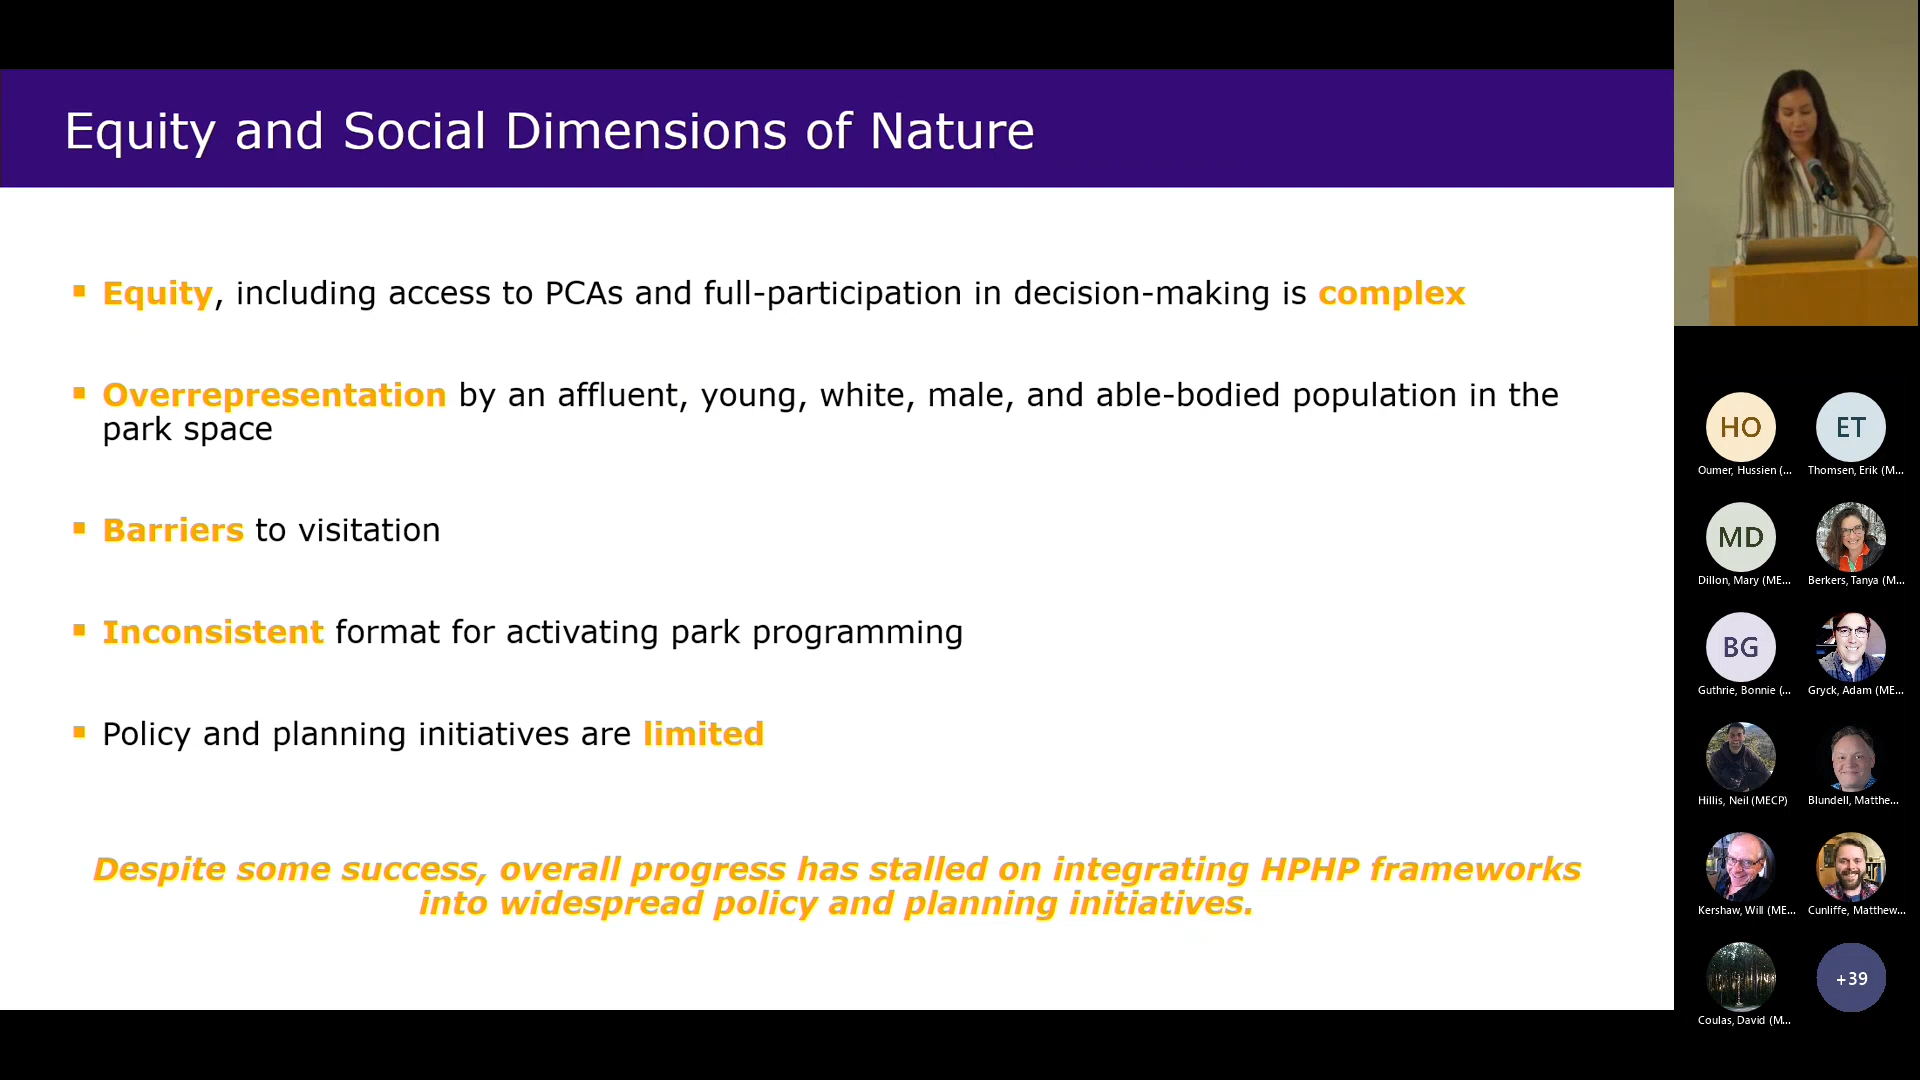 Equity and Social Dimensions of Nature
Equity, including access to PCAs and full-participation in decision-making is complex
Overrepresentation by an affluent, young, white, male, and able-bodied population in the
park space
Barriers to visitation
Inconsistent format for activating park programming
Policy and planning initiatives are limited
Despite some success, overall progress has stalled on integrating HPHP frameworks
into widespread policy and planning initiatives.
HO
ET
Oumer, Hussien (...
Thomsen, Erik (M...
MD
Dillon, Mary (ME...
Berkers, Tanya (M...
BG
Guthrie, Bonnie (...
Gryck, Adam (ME...
Hillis, Neil (MECP)
Blundell, Matthe...
Kershaw, Will (ME...
Cunliffe, Matthew...
+39
Coulas, David (M...